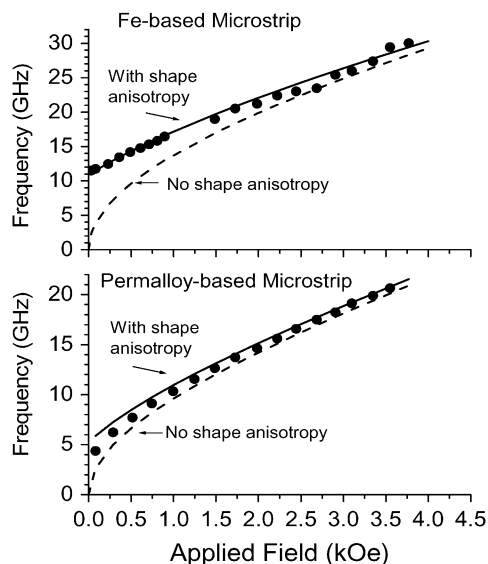 Fe-based Microstrip
30
25
20
15
10
5
0
Frequency (GHz)
With shape
anisotropy
No shape anisotropy
Permalloy-based Microstrip
20
15
10
5
0
Frequency (GHz)
With shape
anisotropy
No shape anisotropy
0.0 0.5 1.0 1.5 2.0 2.5 3.0 3.5 4.0 4.5
Applied Field (kOe)